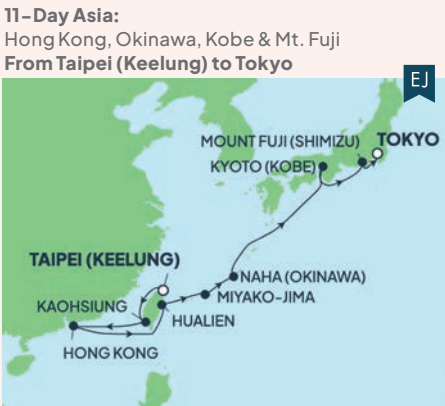 11-Day Asia:
Hong Kong, Okinawa, Kobe & Mt. Fuji
From Taipei (Keelung) to Tokyo
EJ
MOUNT FUJI (SHIMIZU)
TOKYO
KYOTO (KOBE)
TAIPEI (KEELUNG)
NAHA (OKINAWA)
MIYAKO-JIMA
KAOHSIUNG
HUALIEN
HONG KONG